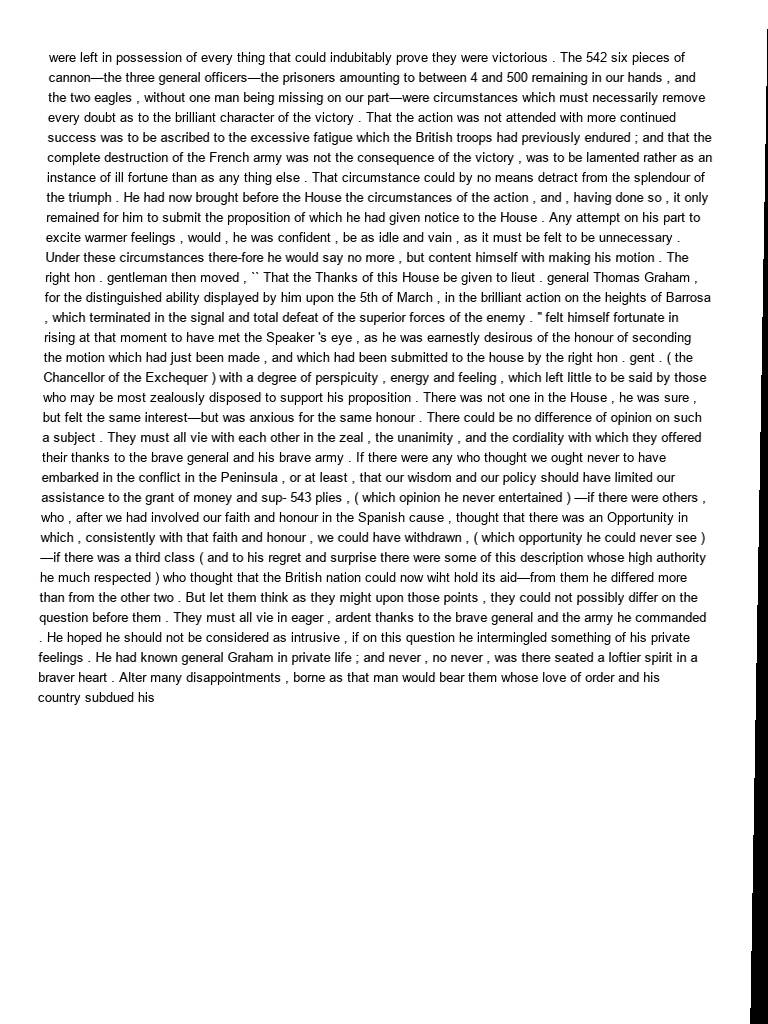 were left in possession of every thing that could indubitably prove they were victorious . The 542 six pieces of
cannon—the three general officers—the prisoners amounting to between 4 and 500 remaining in our hands , and
the two eagles , without one man being missing on our part—were circumstances which must necessarily remove
every doubt as to the brilliant character of the victory . That the action was not attended with more continued
success was to be ascribed to the excessive fatigue which the British troops had previously endured ; and that the
complete destruction of the French army was not the consequence of the victory , was to be lamented rather as an
instance of ill fortune than as any thing else . That circumstance could by no means detract from the splendour of
the triumph . He had now brought before the House the circumstances of the action , and , having done so , it only
remained for him to submit the proposition of which he had given notice to the House . Any attempt on his part to
excite warmer feelings , would , he was confident , be as idle and vain , as it must be felt to be unnecessary .
Under these circumstances there-fore he would say no more , but content himself with making his motion . The
right hon . gentleman then moved , `` That the Thanks of this House be given to lieut . general Thomas Graham ,
for the distinguished ability displayed by him upon the 5th of March , in the brilliant action on the heights of Barrosa
, which terminated in the signal and total defeat of the superior forces of the enemy . " felt himself fortunate in
rising at that moment to have met the Speaker 's eye , as he was earnestly desirous of the honour of seconding
the motion which had just been made , and which had been submitted to the house by the right hon . gent . ( the
Chancellor of the Exchequer ) with a degree of perspicuity , energy and feeling , which left little to be said by those
who may be most zealously disposed to support his proposition . There was not one in the House , he was sure ,
but felt the same interest—but was anxious for the same honour . There could be no difference of opinion on such
a subject . They must all vie with each other in the zeal , the unanimity , and the cordiality with which they offered
their thanks to the brave general and his brave army . If there were any who thought we ought never to have
embarked in the conflict in the Peninsula , or at least , that our wisdom and our policy should have limited our
assistance to the grant of money and sup- 543 plies , ( which opinion he never entertained ) —if there were others ,
who , after we had involved our faith and honour in the Spanish cause , thought that there was an Opportunity in
which , consistently with that faith and honour , we could have withdrawn , ( which opportunity he could never see )
—if there was a third class ( and to his regret and surprise there were some of this description whose high authority
he much respected ) who thought that the British nation could now wiht hold its aid—from them he differed more
than from the other two . But let them think as they might upon those points , they could not possibly differ on the
question before them . They must all vie in eager , ardent thanks to the brave general and the army he commanded
. He hoped he should not be considered as intrusive , if on this question he intermingled something of his private
feelings . He had known general Graham in private life ; and never , no never , was there seated a loftier spirit in a
braver heart . Alter many disappointments , borne as that man would bear them whose love of order and his
country subdued his